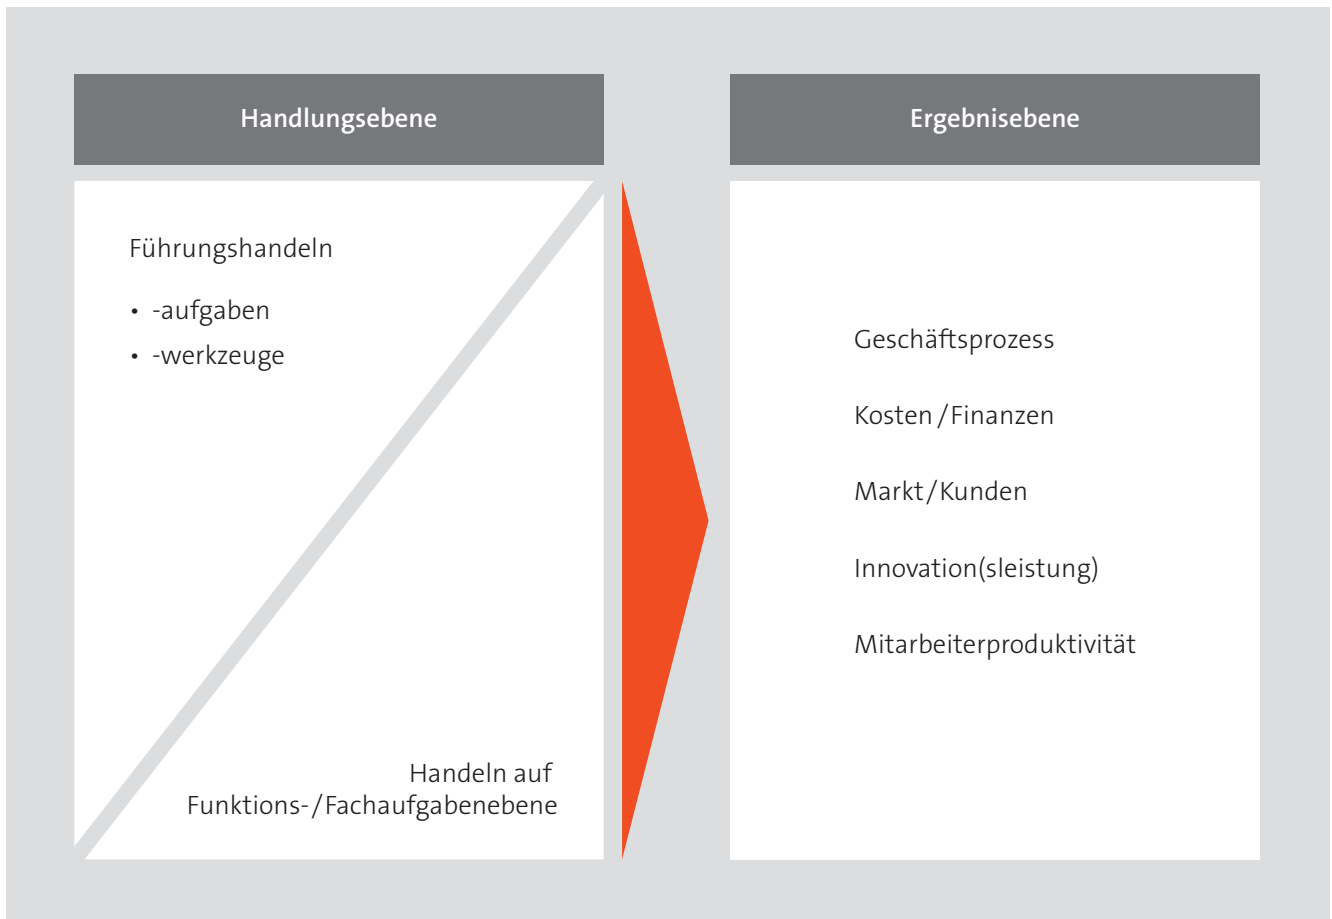 Handlungsebene
Ergebnisebene
Führungshandeln
• -aufgaben
• -werkzeuge
Handeln auf
Funktions-/Fachaufgabenebene
Geschäftsprozess
Kosten/Finanzen
Markt/Kunden
Innovation(sleistung)
Mitarbeiterproduktivität